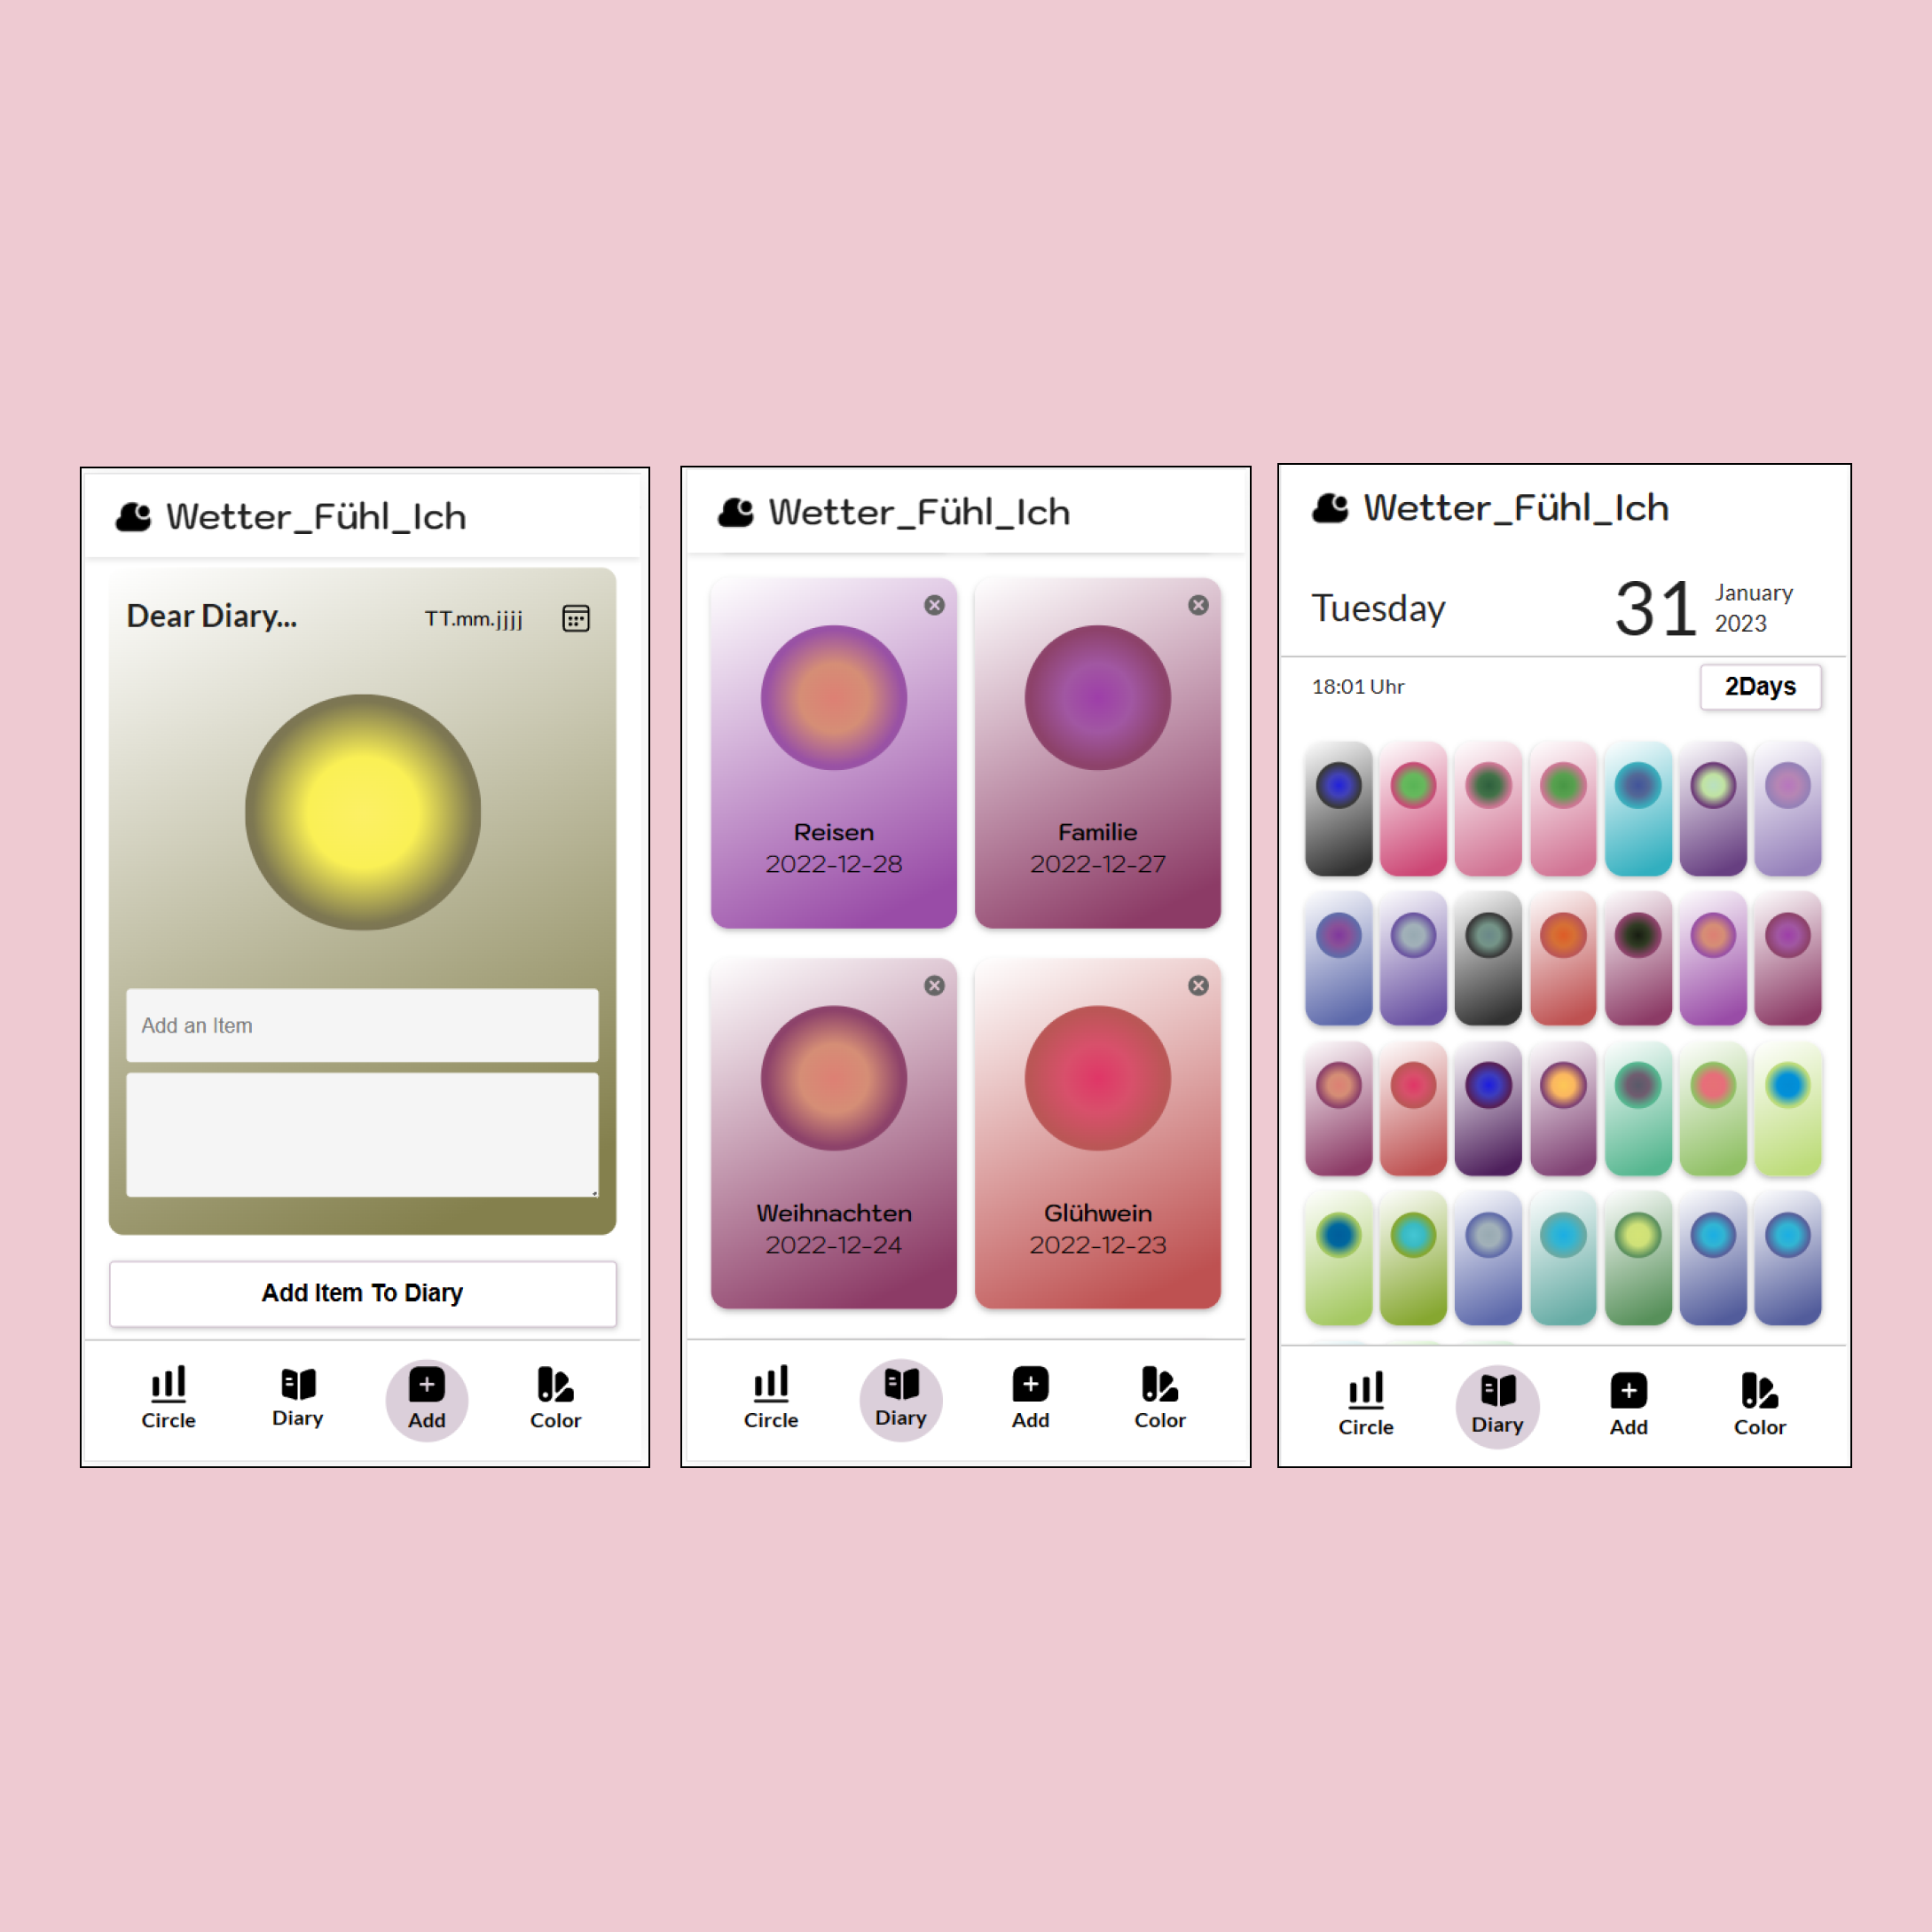 Wetter_Fühl_Ich
Dear Diary...
TT.mm.jjjj
Add an Item
Add Item To Diary
Circle
Diary
Add
Color
Wetter_Fühl_Ich
Reisen
2022-12-28
Familie
2022-12-27
Weihnachten
2022-12-24
Glühwein
2022-12-23
Circle
Diary
Add
Color
Wetter_Fühl_Ich
Tuesday
31
January
2023
18:01 Uhr
2Days
Circle
Diary
Add
Color